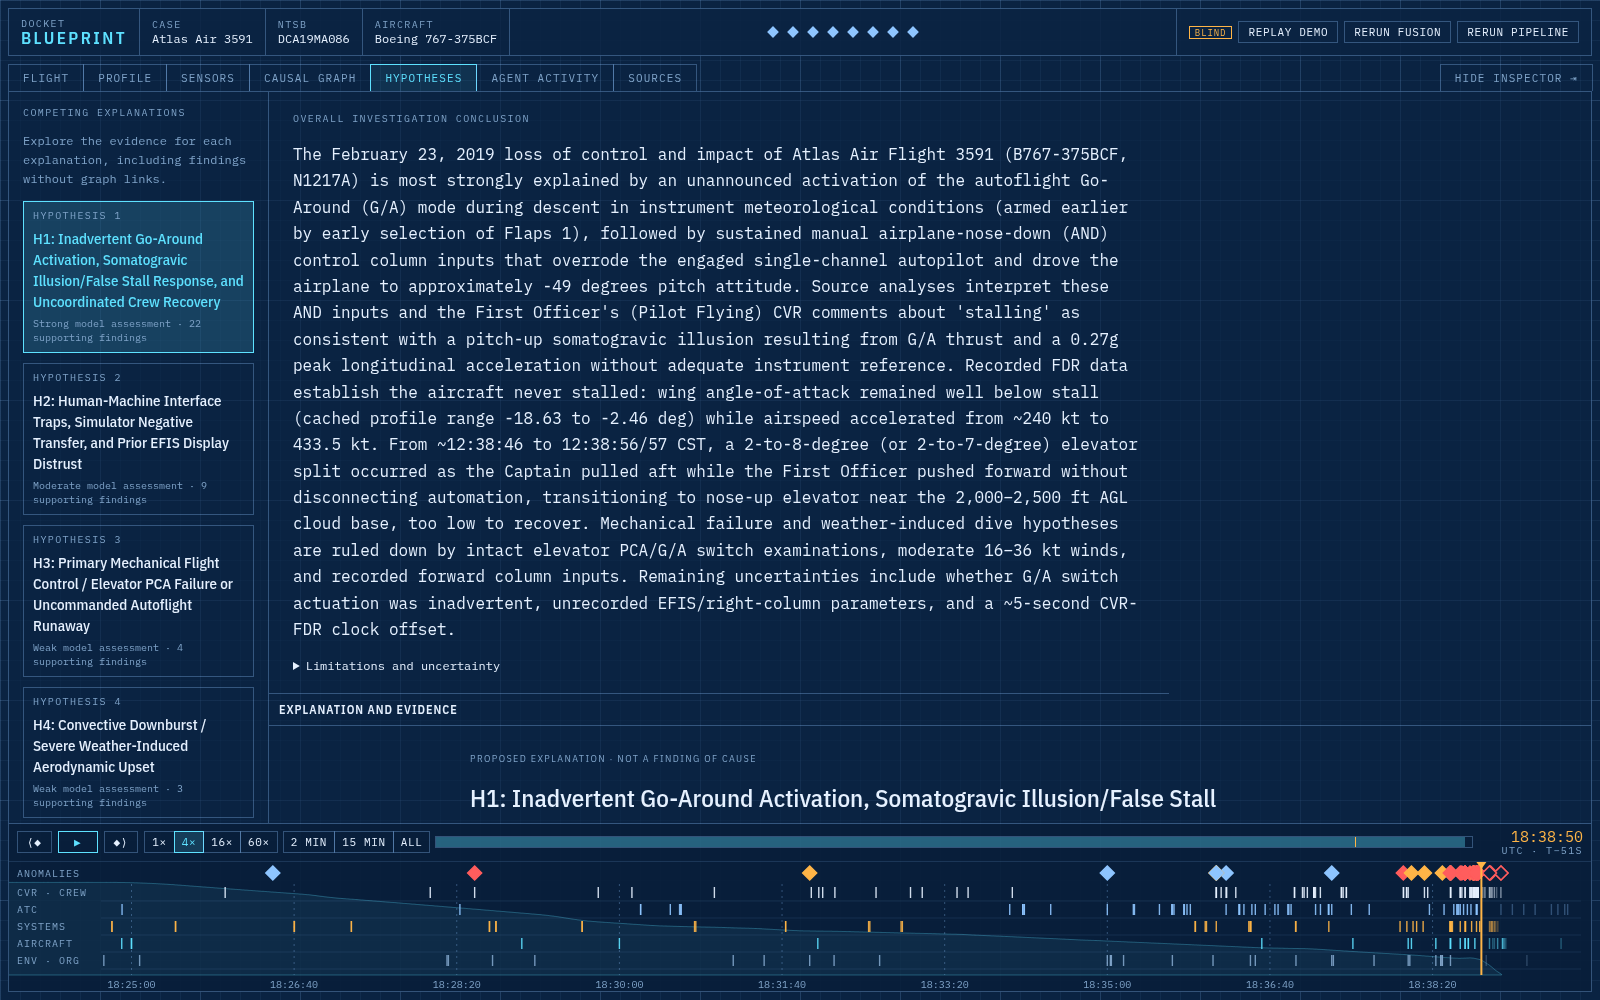 DOCKET
BLUEPRINT
CASE
Atlas Air 3591
NTSB
DCA19MA086
AIRCRAFT
Boeing 767-375BCF
BLIND
REPLAY DEMO
RERUN FUSION
RERUN PIPELINE
FLIGHT
PROFILE
SENSORS
CAUSAL GRAPH
HYPOTHESES
AGENT ACTIVITY
SOURCES
HIDE INSPECTOR ⇥
COMPETING EXPLANATIONS
Explore the evidence for each
explanation, including findings
without graph links.
HYPOTHESIS 1
H1: Inadvertent Go-Around
Activation, Somatogravic
Illusion/False Stall Response, and
Uncoordinated Crew Recovery
Strong model assessment · 22
supporting findings
HYPOTHESIS 2
H2: Human-Machine Interface
Traps, Simulator Negative
Transfer, and Prior EFIS Display
Distrust
Moderate model assessment · 9
supporting findings
HYPOTHESIS 3
H3: Primary Mechanical Flight
Control / Elevator PCA Failure or
Uncommanded Autoflight
Runaway
Weak model assessment · 4
supporting findings
HYPOTHESIS 4
H4: Convective Downburst /
Severe Weather-Induced
Aerodynamic Upset
Weak model assessment · 3
supporting findings
OVERALL INVESTIGATION CONCLUSION
The February 23, 2019 loss of control and impact of Atlas Air Flight 3591 (B767-375BCF,
N1217A) is most strongly explained by an unannounced activation of the autoflight Go-
Around (G/A) mode during descent in instrument meteorological conditions (armed earlier
by early selection of Flaps 1), followed by sustained manual airplane-nose-down (AND)
control column inputs that overrode the engaged single-channel autopilot and drove the
airplane to approximately -49 degrees pitch attitude. Source analyses interpret these
AND inputs and the First Officer's (Pilot Flying) CVR comments about 'stalling' as
consistent with a pitch-up somatogravic illusion resulting from G/A thrust and a 0.27g
peak longitudinal acceleration without adequate instrument reference. Recorded FDR data
establish the aircraft never stalled: wing angle-of-attack remained well below stall
(cached profile range -18.63 to -2.46 deg) while airspeed accelerated from ~240 kt to
433.5 kt. From ~12:38:46 to 12:38:56/57 CST, a 2-to-8-degree (or 2-to-7-degree) elevator
split occurred as the Captain pulled aft while the First Officer pushed forward without
disconnecting automation, transitioning to nose-up elevator near the 2,000–2,500 ft AGL
cloud base, too low to recover. Mechanical failure and weather-induced dive hypotheses
are ruled down by intact elevator PCA/G/A switch examinations, moderate 16–36 kt winds,
and recorded forward column inputs. Remaining uncertainties include whether G/A switch
actuation was inadvertent, unrecorded EFIS/right-column parameters, and a ~5-second CVR-
FDR clock offset.
▶ Limitations and uncertainty
EXPLANATION AND EVIDENCE
PROPOSED EXPLANATION · NOT A FINDING OF CAUSE
H1: Inadvertent Go-Around Activation, Somatogravic Illusion/False Stall
1×
4×
16×
60×
2 MIN
15 MIN
ALL
18:38:50
UTC · T-51S
ANOMALIES
CVR · CREW
ATC
SYSTEMS
AIRCRAFT
ENV · ORG
18:25:00
18:26:40
18:28:20
18:30:00
18:31:40
18:33:20
18:35:00
18:36:40
18:38:20